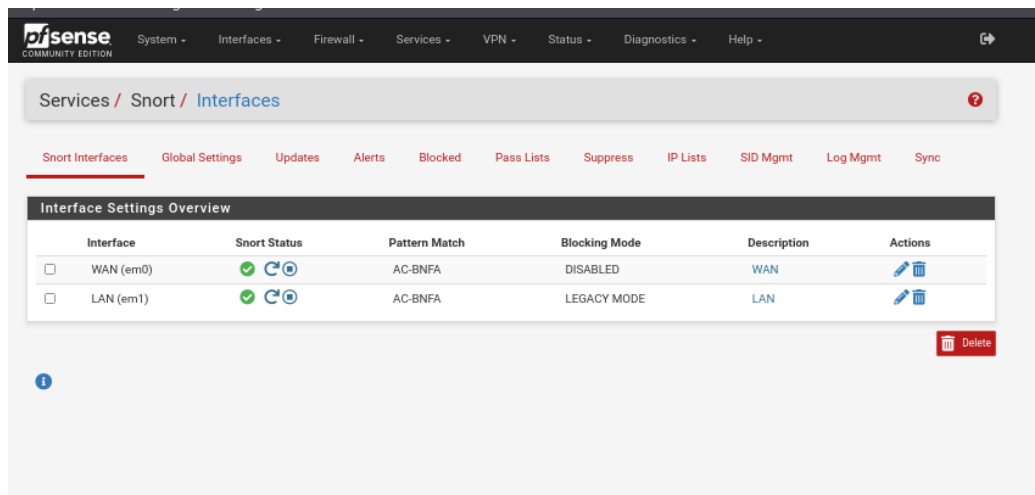 pfsense System Interfaces Firewall Services VPN Status Diagnostics Help
COMMUNITY EDITION
Services / Snort / Interfaces
Snort Interfaces Global Settings Updates Alerts Blocked Pass Lists Suppress IP Lists SID Mgmt Log Mgmt Sync
Interface Settings Overview
Interface Snort Status Pattern Match Blocking Mode Description Actions
WAN (em0) AC-BNFA DISABLED WAN
LAN (em1) AC-BNFA LEGACY MODE LAN
Delete